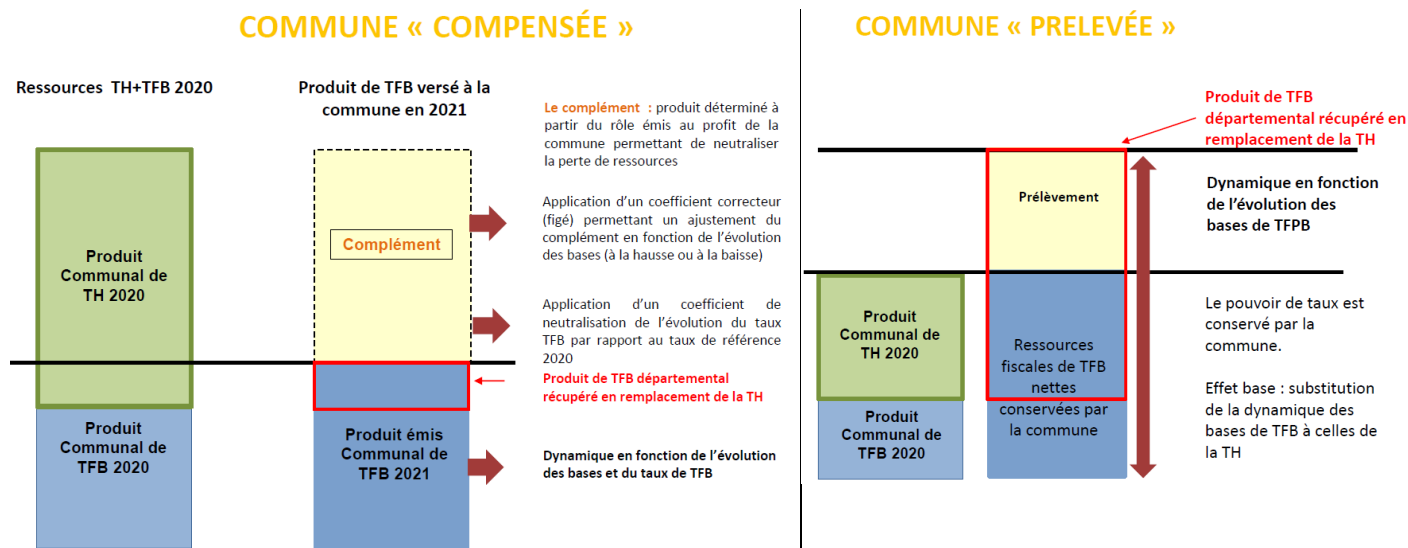 COMMUNE « COMPENSÉE »
Ressources TH+TFB 2020
Produit de TFB versé à la
commune en 2021
Produit
Communal de
TH 2020
Produit
Communal de
TFB 2020
Complément
Produit émis
Communal de
TFB 2021
Le complément : produit déterminé à
partir du rôle émis au profit de la
commune permettant de neutraliser
la perte de ressources
Application d’un coefficient correcteur
(figé) permettant un ajustement du
complément en fonction de l’évolution
des bases (à la hausse ou à la baisse)
Application d’un coefficient de
neutralisation de l’évolution du taux
TFB par rapport au taux de référence
2020
Produit de TFB départemental
récupéré en remplacement de la TH
Dynamique en fonction de l’évolution
des bases et du taux de TFB
COMMUNE « PRELEVÉE »
Produit de TFB
départemental récupéré en
remplacement de la TH
Prélèvement
Produit
Communal de
TH 2020
Produit
Communal de
TFB 2020
Ressources
fiscales de TFB
nettes
conservées par
la commune
Dynamique en fonction
de l’évolution des
bases de TFPB
Le pouvoir de taux est
conservé par la
commune.
Effet base : substitution
de la dynamique des
bases de TFB à celles de
la TH